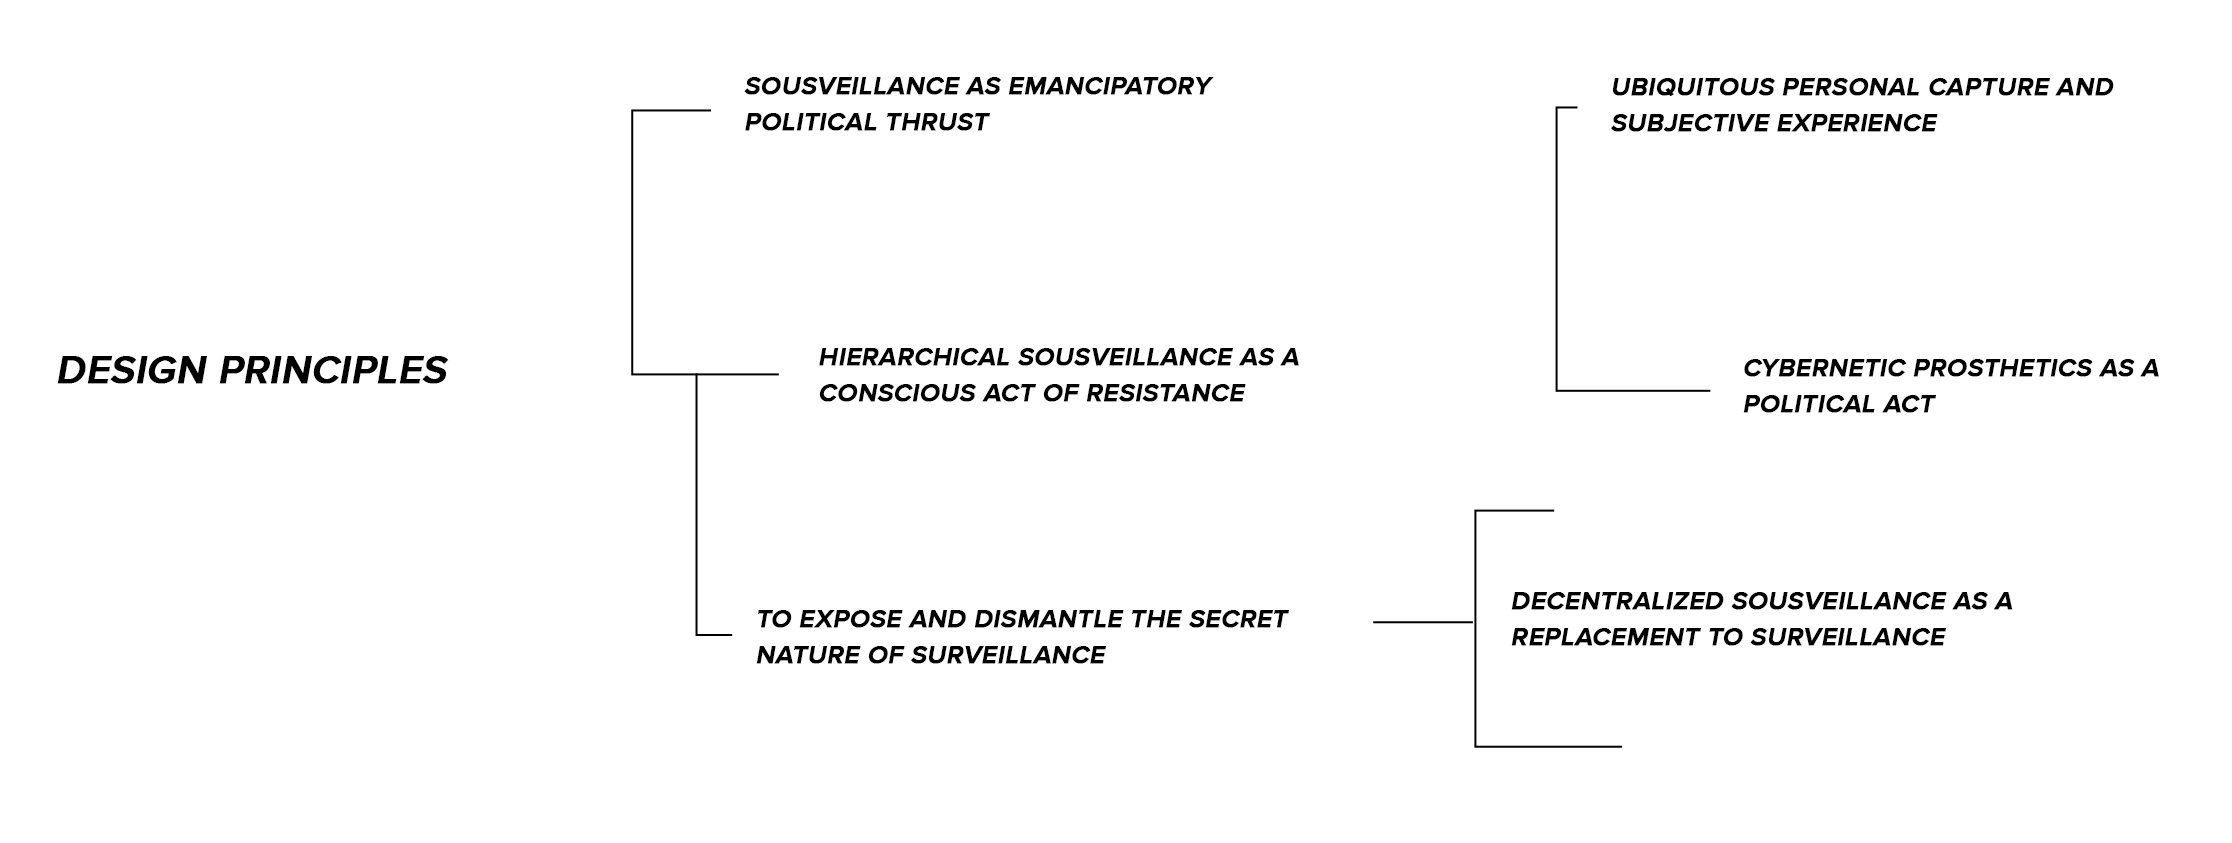 DESIGN PRINCIPLES
SOUSVEILLANCE AS EMANCIPATORY
POLITICAL THRUST
HIERARCHICAL SOUSVEILLANCE AS A
CONSCIOUS ACT OF RESISTANCE
TO EXPOSE AND DISMANTLE THE SECRET
NATURE OF SURVEILLANCE
UBIQUITOUS PERSONAL CAPTURE AND
SUBJECTIVE EXPERIENCE
CYBERNETIC PROSTHETICS AS A
POLITICAL ACT
DECENTRALIZED SOUSVEILLANCE AS A
REPLACEMENT TO SURVEILLANCE